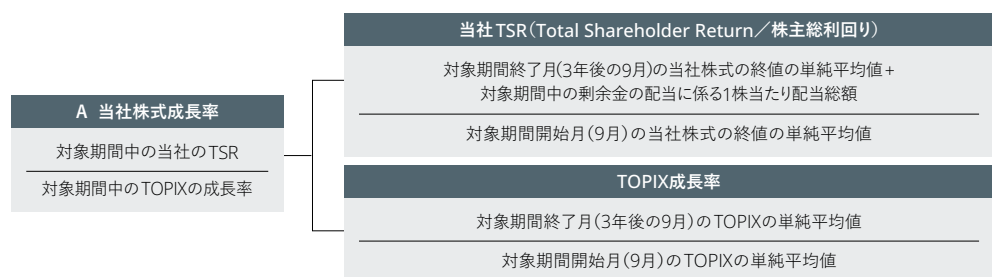 A 当社株式成長率
対象期間中の当社のTSR
対象期間中のTOPIXの成長率
当社TSR（Total Shareholder Return／株主総利回り）
対象期間終了月(3年後の9月)の当社株式の終値の単純平均値+
対象期間中の剰余金の配当に係る1株当たり配当総額
対象期間開始月(9月)の当社株式の終値の単純平均値
TOPIX成長率
対象期間終了月(3年後の9月)のTOPIXの単純平均値
対象期間開始月(9月)のTOPIXの単純平均値